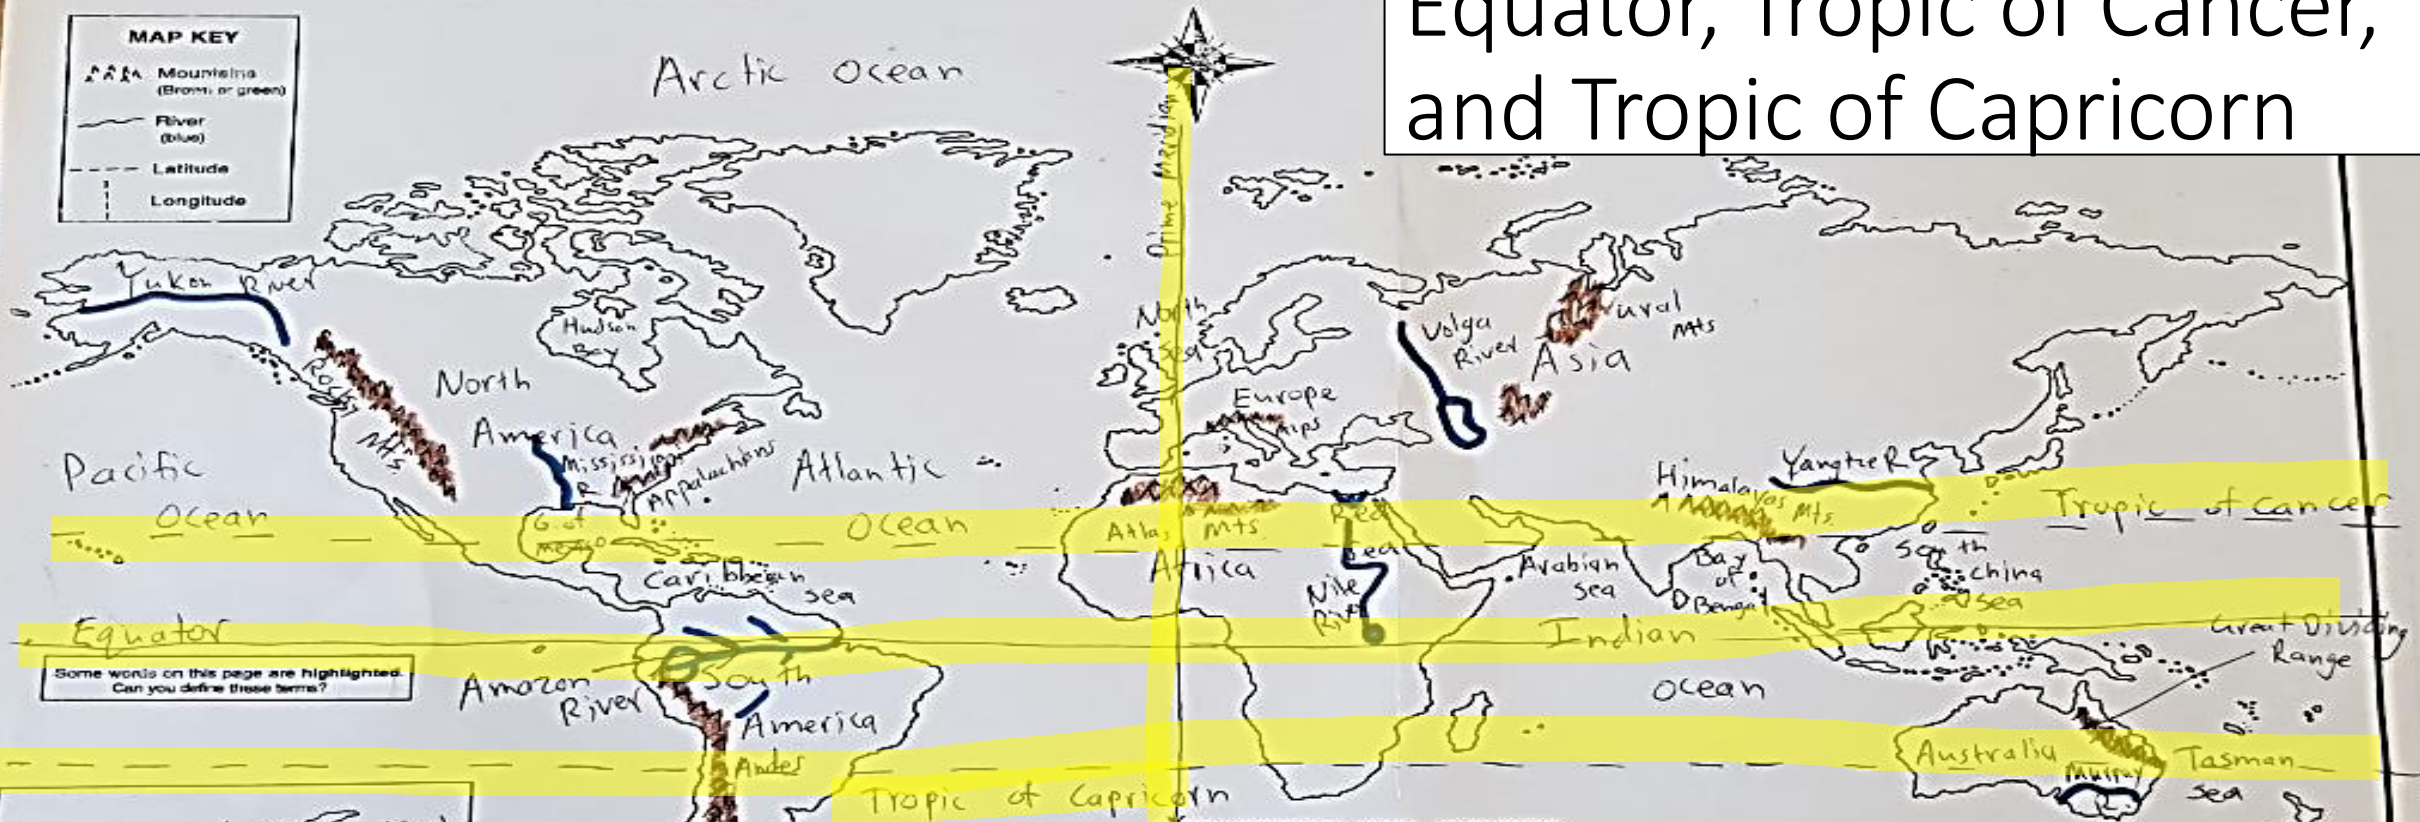 Equator, Tropic of Cancer,
and Tropic of Capricorn
MAP KEY
Mountains
(Brown or green)
River
(blue)
Latitude
Longitude
Arctic Ocean
Prime Meridian
Yukon River
Hudson
Bay
North
Sea
Volga
River
Ural
Mts
Asia
Rocky
Mts
North
America
Europe
Alps
Mississippi
R
Appalachians
Pacific
Ocean
Atlantic
Ocean
Himalayas
Mts.
Yangtze R
Tropic of Cancer
G. of
Mexico
Atlas Mts.
Africa
Red
Sea
Nile
River
Arabian
Sea
Bay
of
Bengal
South
China
Sea
Caribbean
Sea
Equator
Indian
Ocean
Great Dividing
Range
Some words on this page are highlighted.
Can you define these terms?
Amazon
River
South
America
Andes
Australia
Murray
Tasman
Sea
Tropic of Capricorn